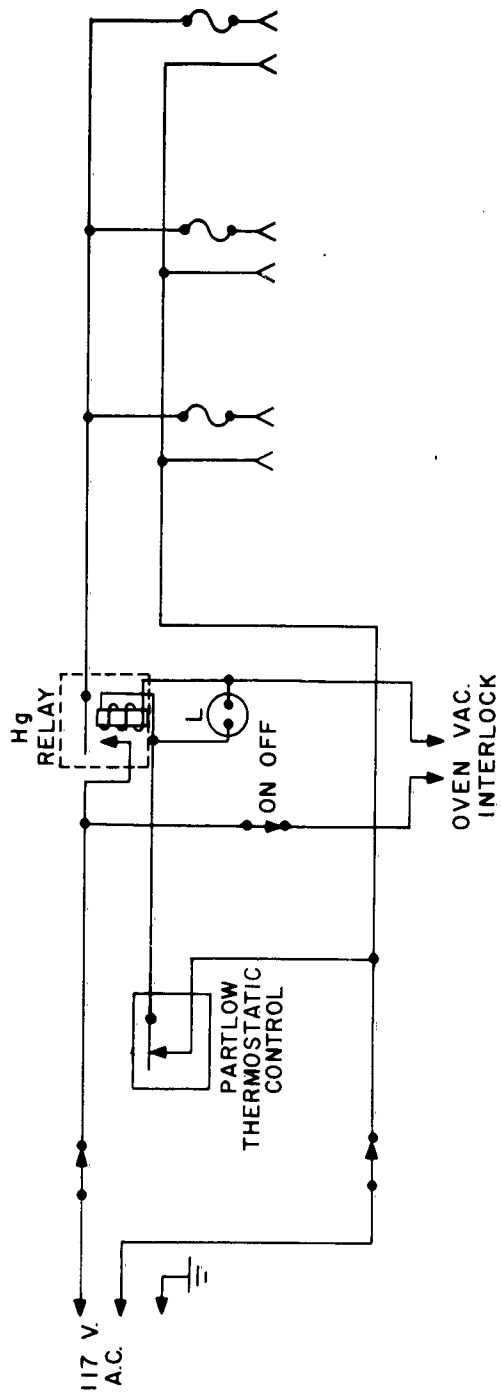 117 V.
A.C.
PARTLOW
THERMOSTATIC
CONTROL
Hg
RELAY
L
ON OFF
OVEN VAC.
INTERLOCK